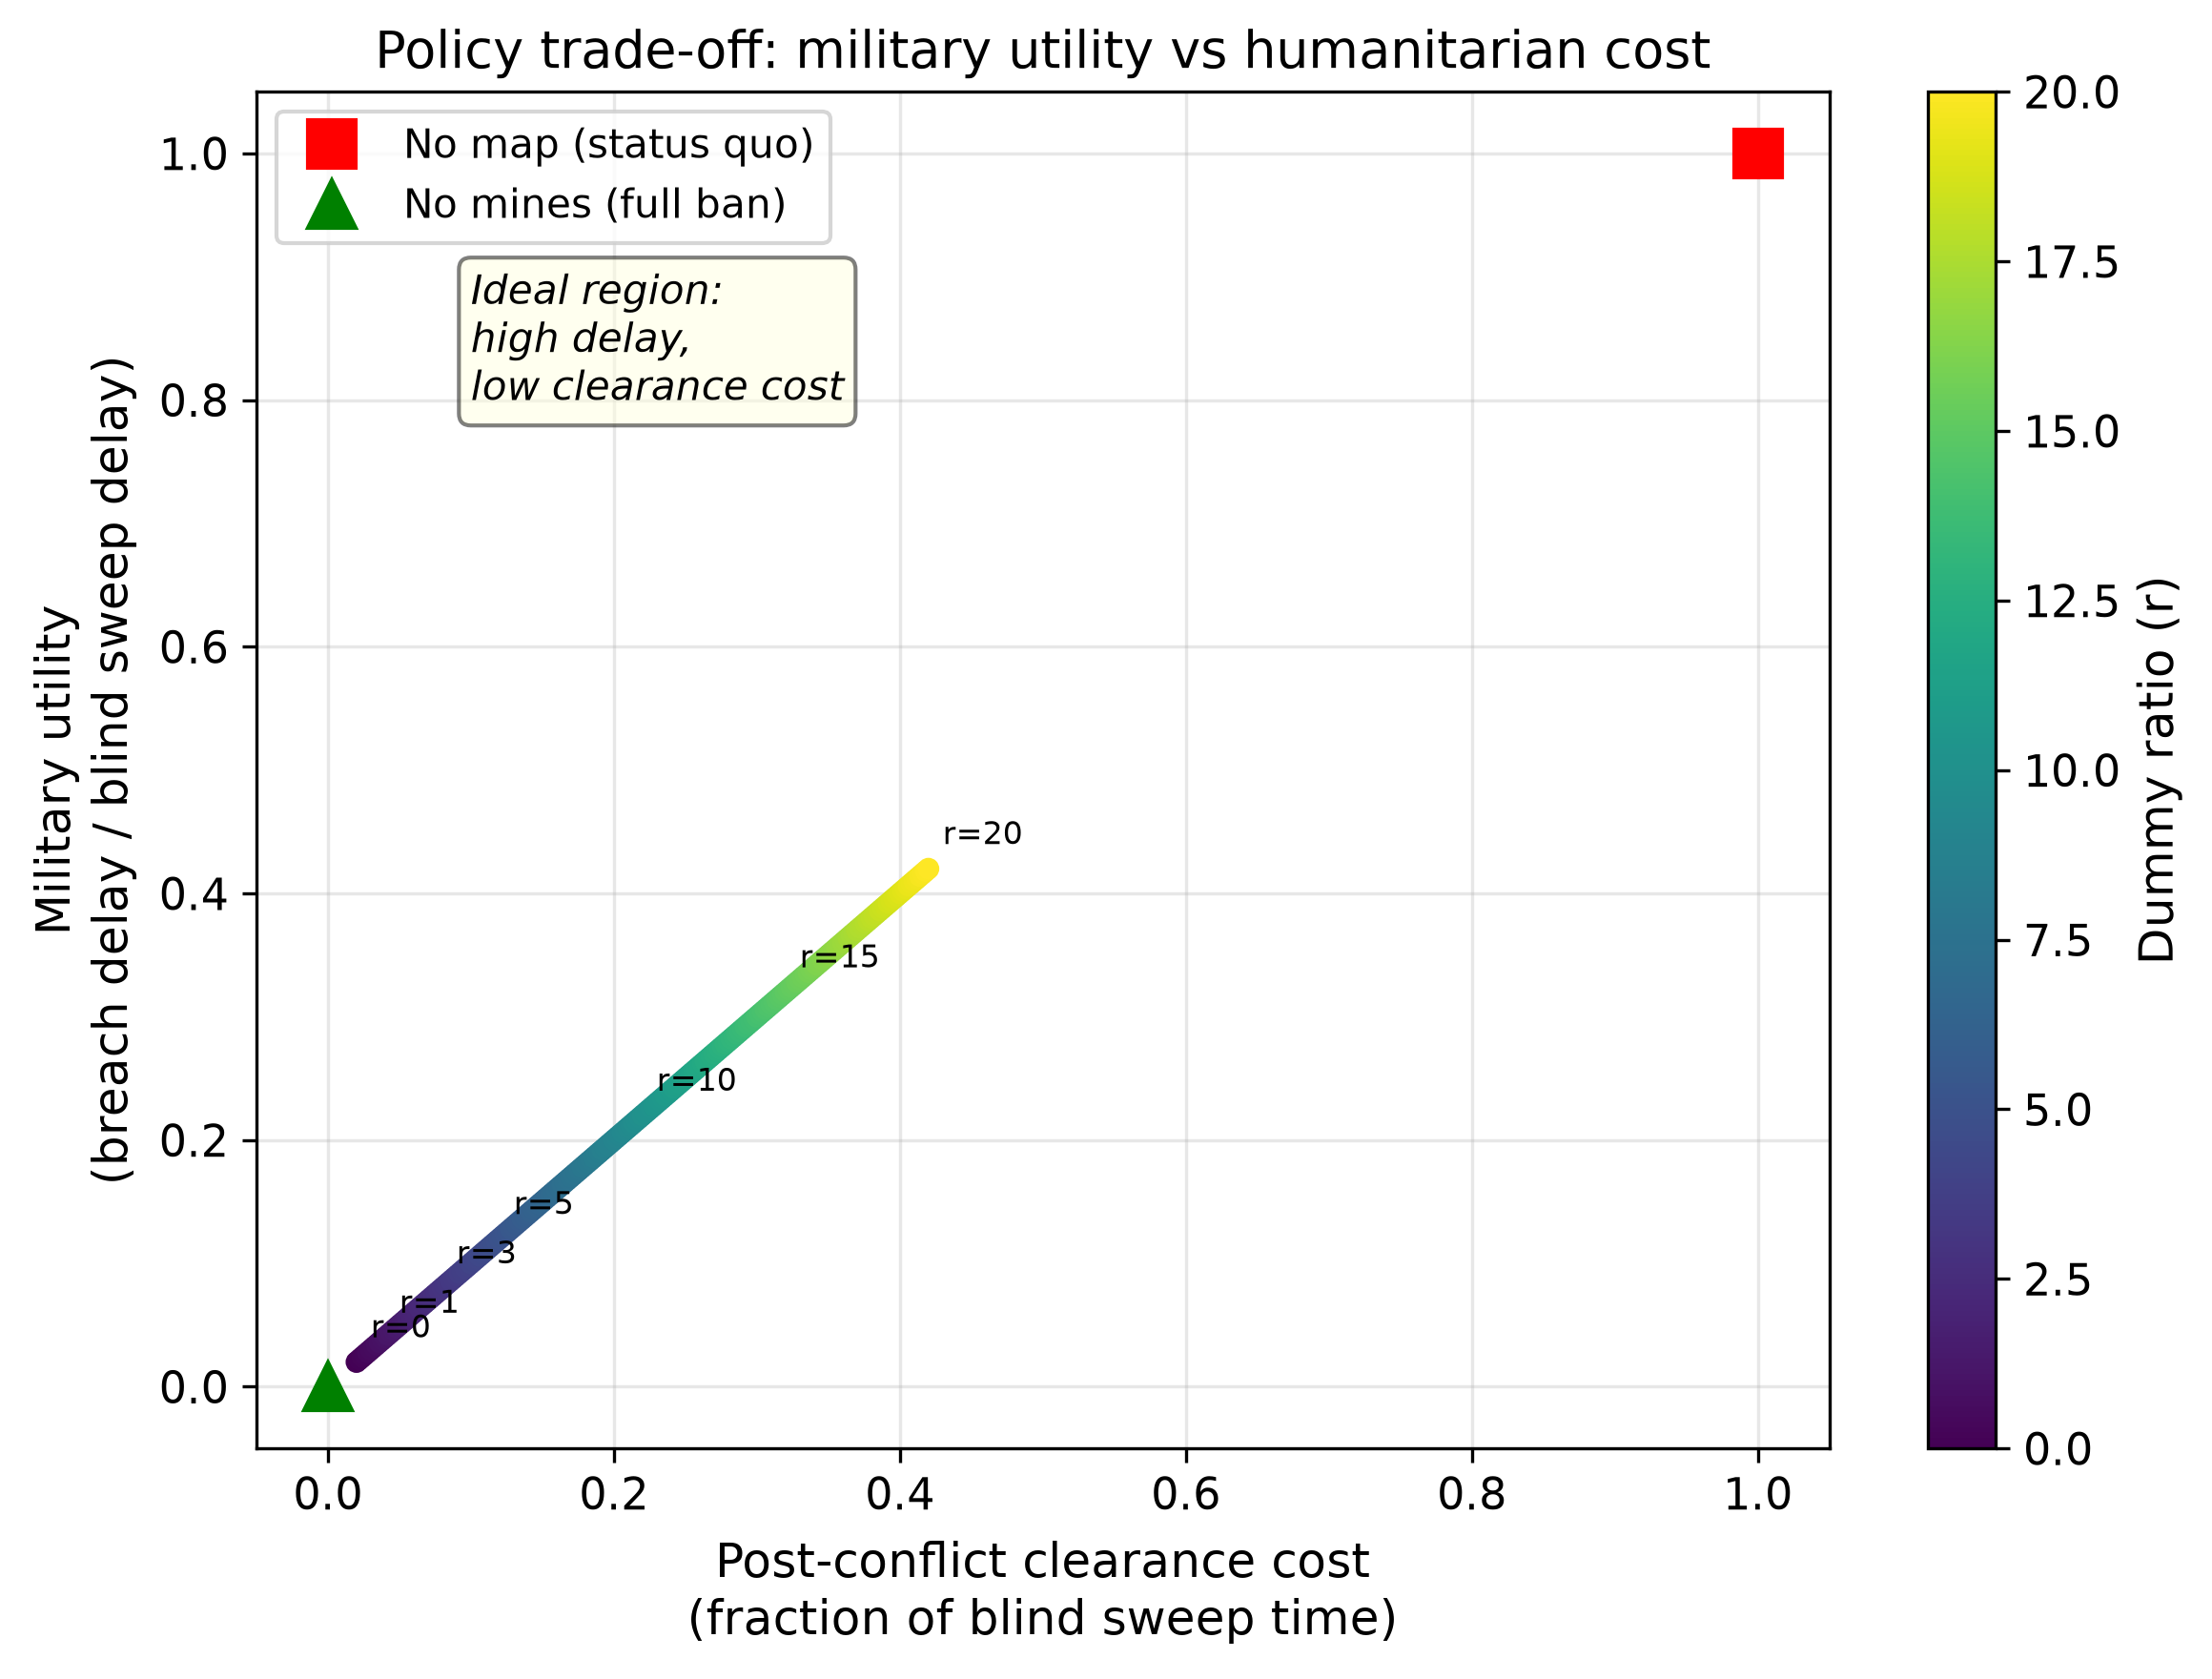 Policy trade-off: military utility vs humanitarian cost
No map (status quo)
No mines (full ban)
Ideal region:
high delay,
low clearance cost
Military utility
(breach delay / blind sweep delay)
1.0
0.8
0.6
0.4
0.2
0.0
r=20
r=15
r=10
r=5
r=3
r=1
r=0
0.0 0.2 0.4 0.6 0.8 1.0
Post-conflict clearance cost
(fraction of blind sweep time)
20.0
17.5
15.0
12.5
10.0
7.5
5.0
2.5
0.0
Dummy ratio (r)